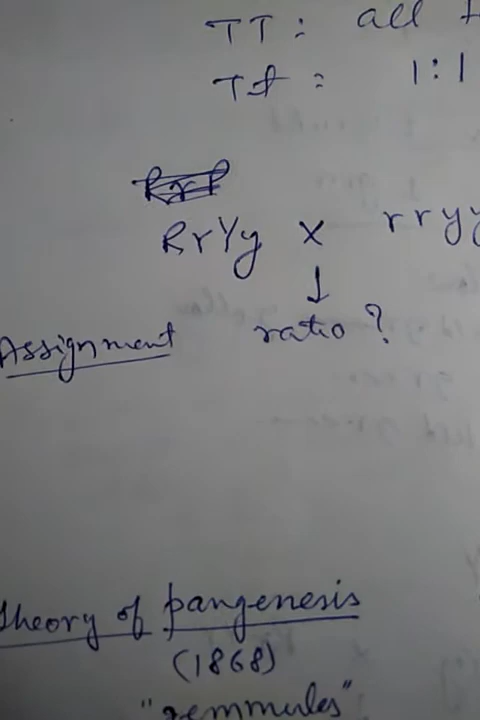 TT : all
Tt : 1:1
RrYy x rryy
↓
Assignment ratio ?
Theory of pangenesis
(1868)
"gemmules"